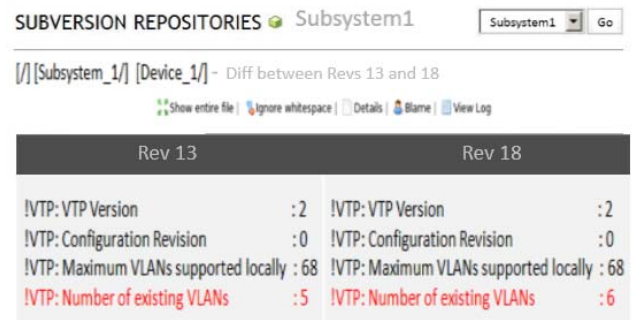 SUBVERSION REPOSITORIES Subsystem1 Subsystem1 Go
[/] [Subsystem_1/] [Device_1/] - Diff between Revs 13 and 18
Show entire file | Ignore whitespace | Details | Blame | View Log
Rev 13 Rev 18
!VTP: VTP Version : 2 !VTP: VTP Version : 2
!VTP: Configuration Revision : 0 !VTP: Configuration Revision : 0
!VTP: Maximum VLANs supported locally : 68 !VTP: Maximum VLANs supported locally : 68
!VTP: Number of existing VLANs : 5 !VTP: Number of existing VLANs : 6